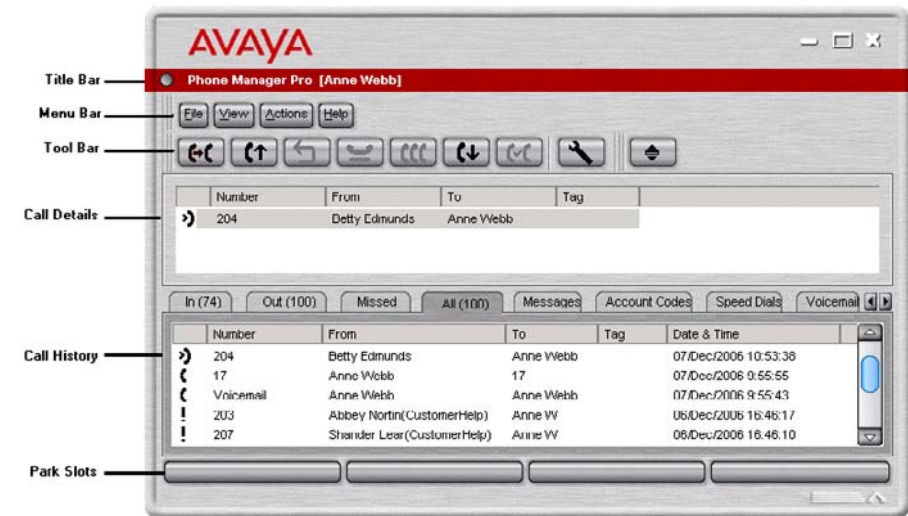 AVAYA
Title Bar
Phone Manager Pro [Anne Webb]
Menu Bar
File View Actions Help
Tool Bar
Call Details
Number From To Tag
204 Betty Edmunds Anne Webb
In (74) Out (100) Missed All (100) Messages Account Codes Speed Dials Voicemail
Call History
Number From To Tag Date & Time
204 Betty Edmunds Anne Webb 07/Dec/2006 10:53:38
17 Anne Webb 17 07/Dec/2006 9:55:55
Voicemail Anne Webb Anne Webb 07/Dec/2006 9:55:43
203 Abbey Nortin(CustomerHelp) Anne W 06/Dec/2006 16:46:17
207 Shander Lear(CustomerHelp) Anne W 06/Dec/2006 16:46:10
Park Slots